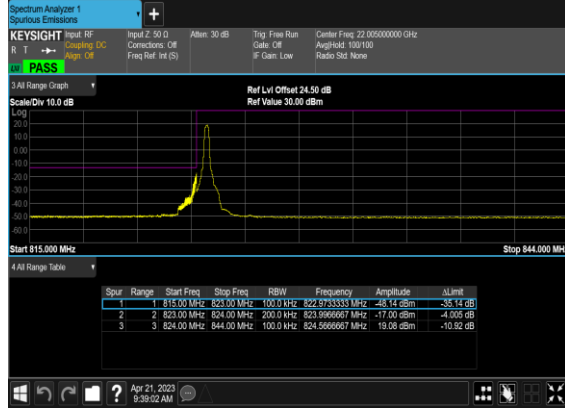 Spectrum Analyzer 1
Spurious Emissions
+
KEYSIGHT Input: RF Input Z: 50 Ω Atten: 30 dB Trig: Free Run Center Freq: 22.005000000 GHz
R T Coupling: DC Corrections: Off Gate: Off Avg|Hold: 100/100
Align: Off Freq Ref: Int (S) IF Gain: Low Radio Std: None
PASS
3 All Range Graph
Ref Lvl Offset 24.50 dB
Scale/Div 10.0 dB Ref Value 30.00 dBm
Log
20.0
10.0
0.00
-10.0
-20.0
-30.0
-40.0
-50.0
-60.0
Start 815.000 MHz Stop 844.000 MH
4 All Range Table
Spur Range Start Freq Stop Freq RBW Frequency Amplitude ΔLimit
1 1 815.00 MHz 823.00 MHz 100.0 kHz 822.9733333 MHz -48.14 dBm -35.14 dB
2 2 823.00 MHz 824.00 MHz 200.0 kHz 823.9966667 MHz -17.00 dBm -4.005 dB
3 3 824.00 MHz 844.00 MHz 100.0 kHz 824.5666667 MHz 19.08 dBm -10.92 dB
? Apr 21, 2023
9:39:02 AM